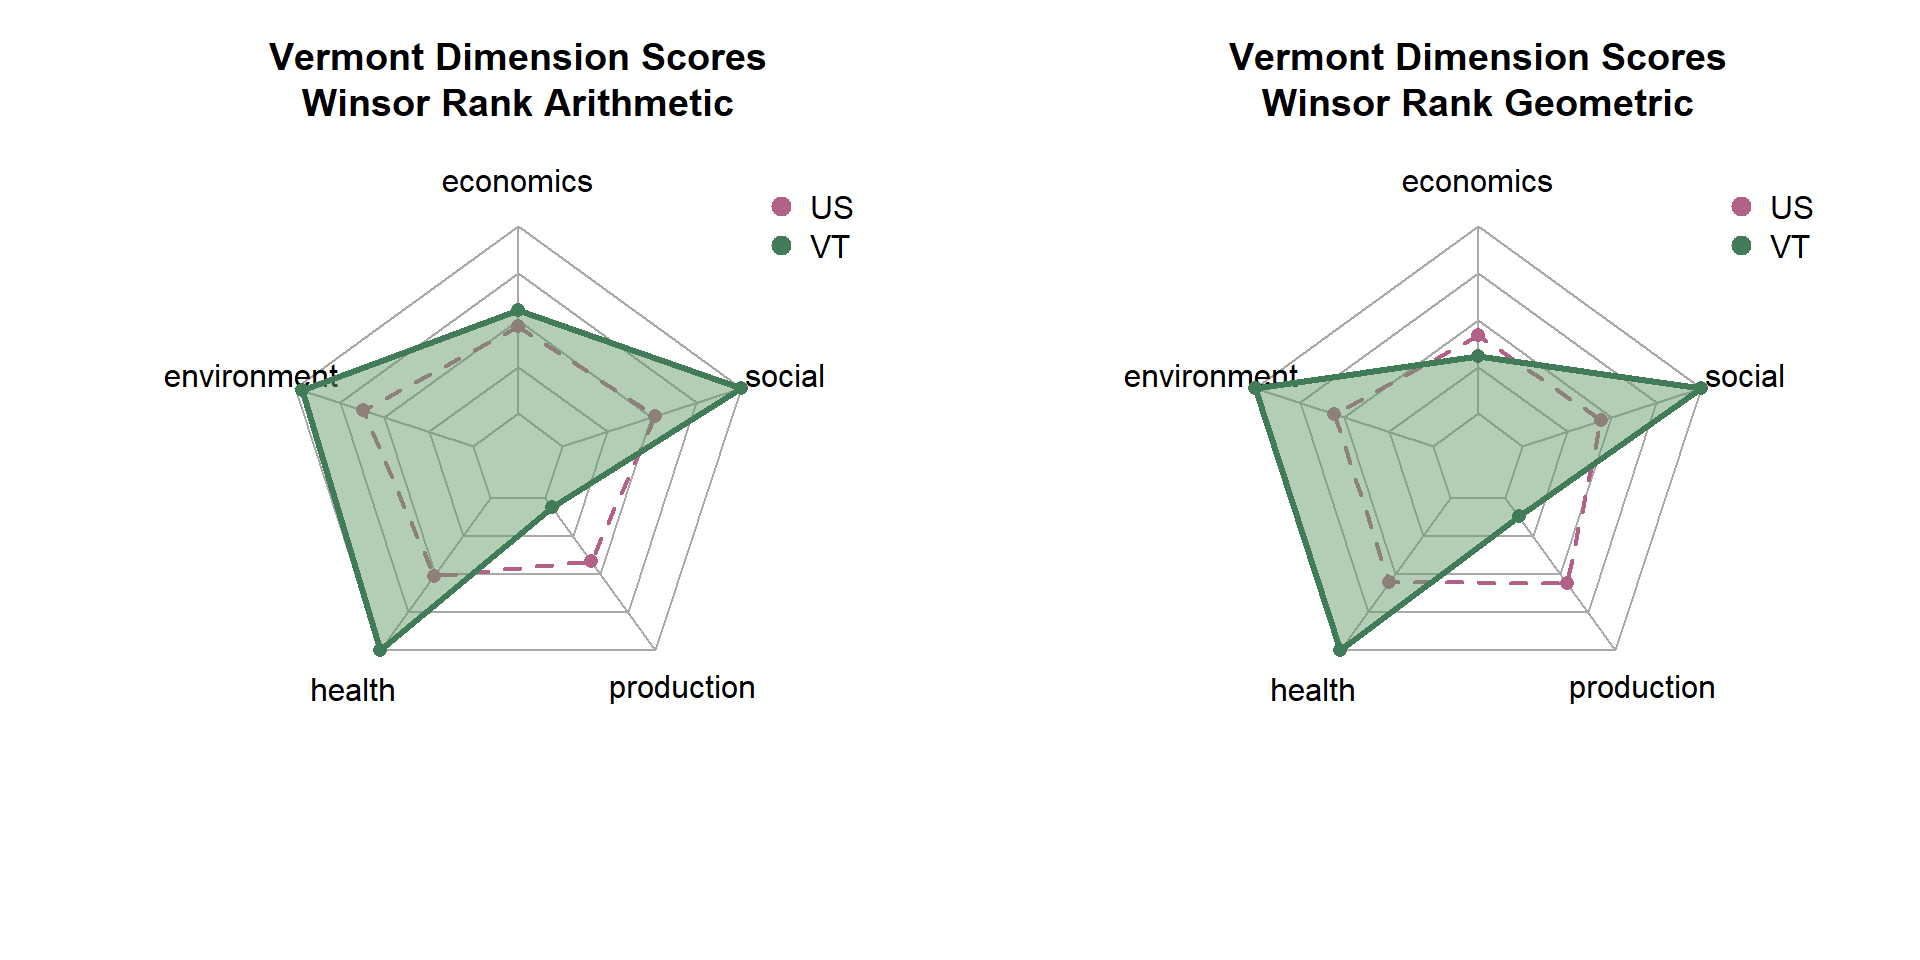 Vermont Dimension Scores
Winsor Rank Arithmetic
economics
US
VT
environment
social
health
production
Vermont Dimension Scores
Winsor Rank Geometric
economics
US
VT
environment
social
health
production